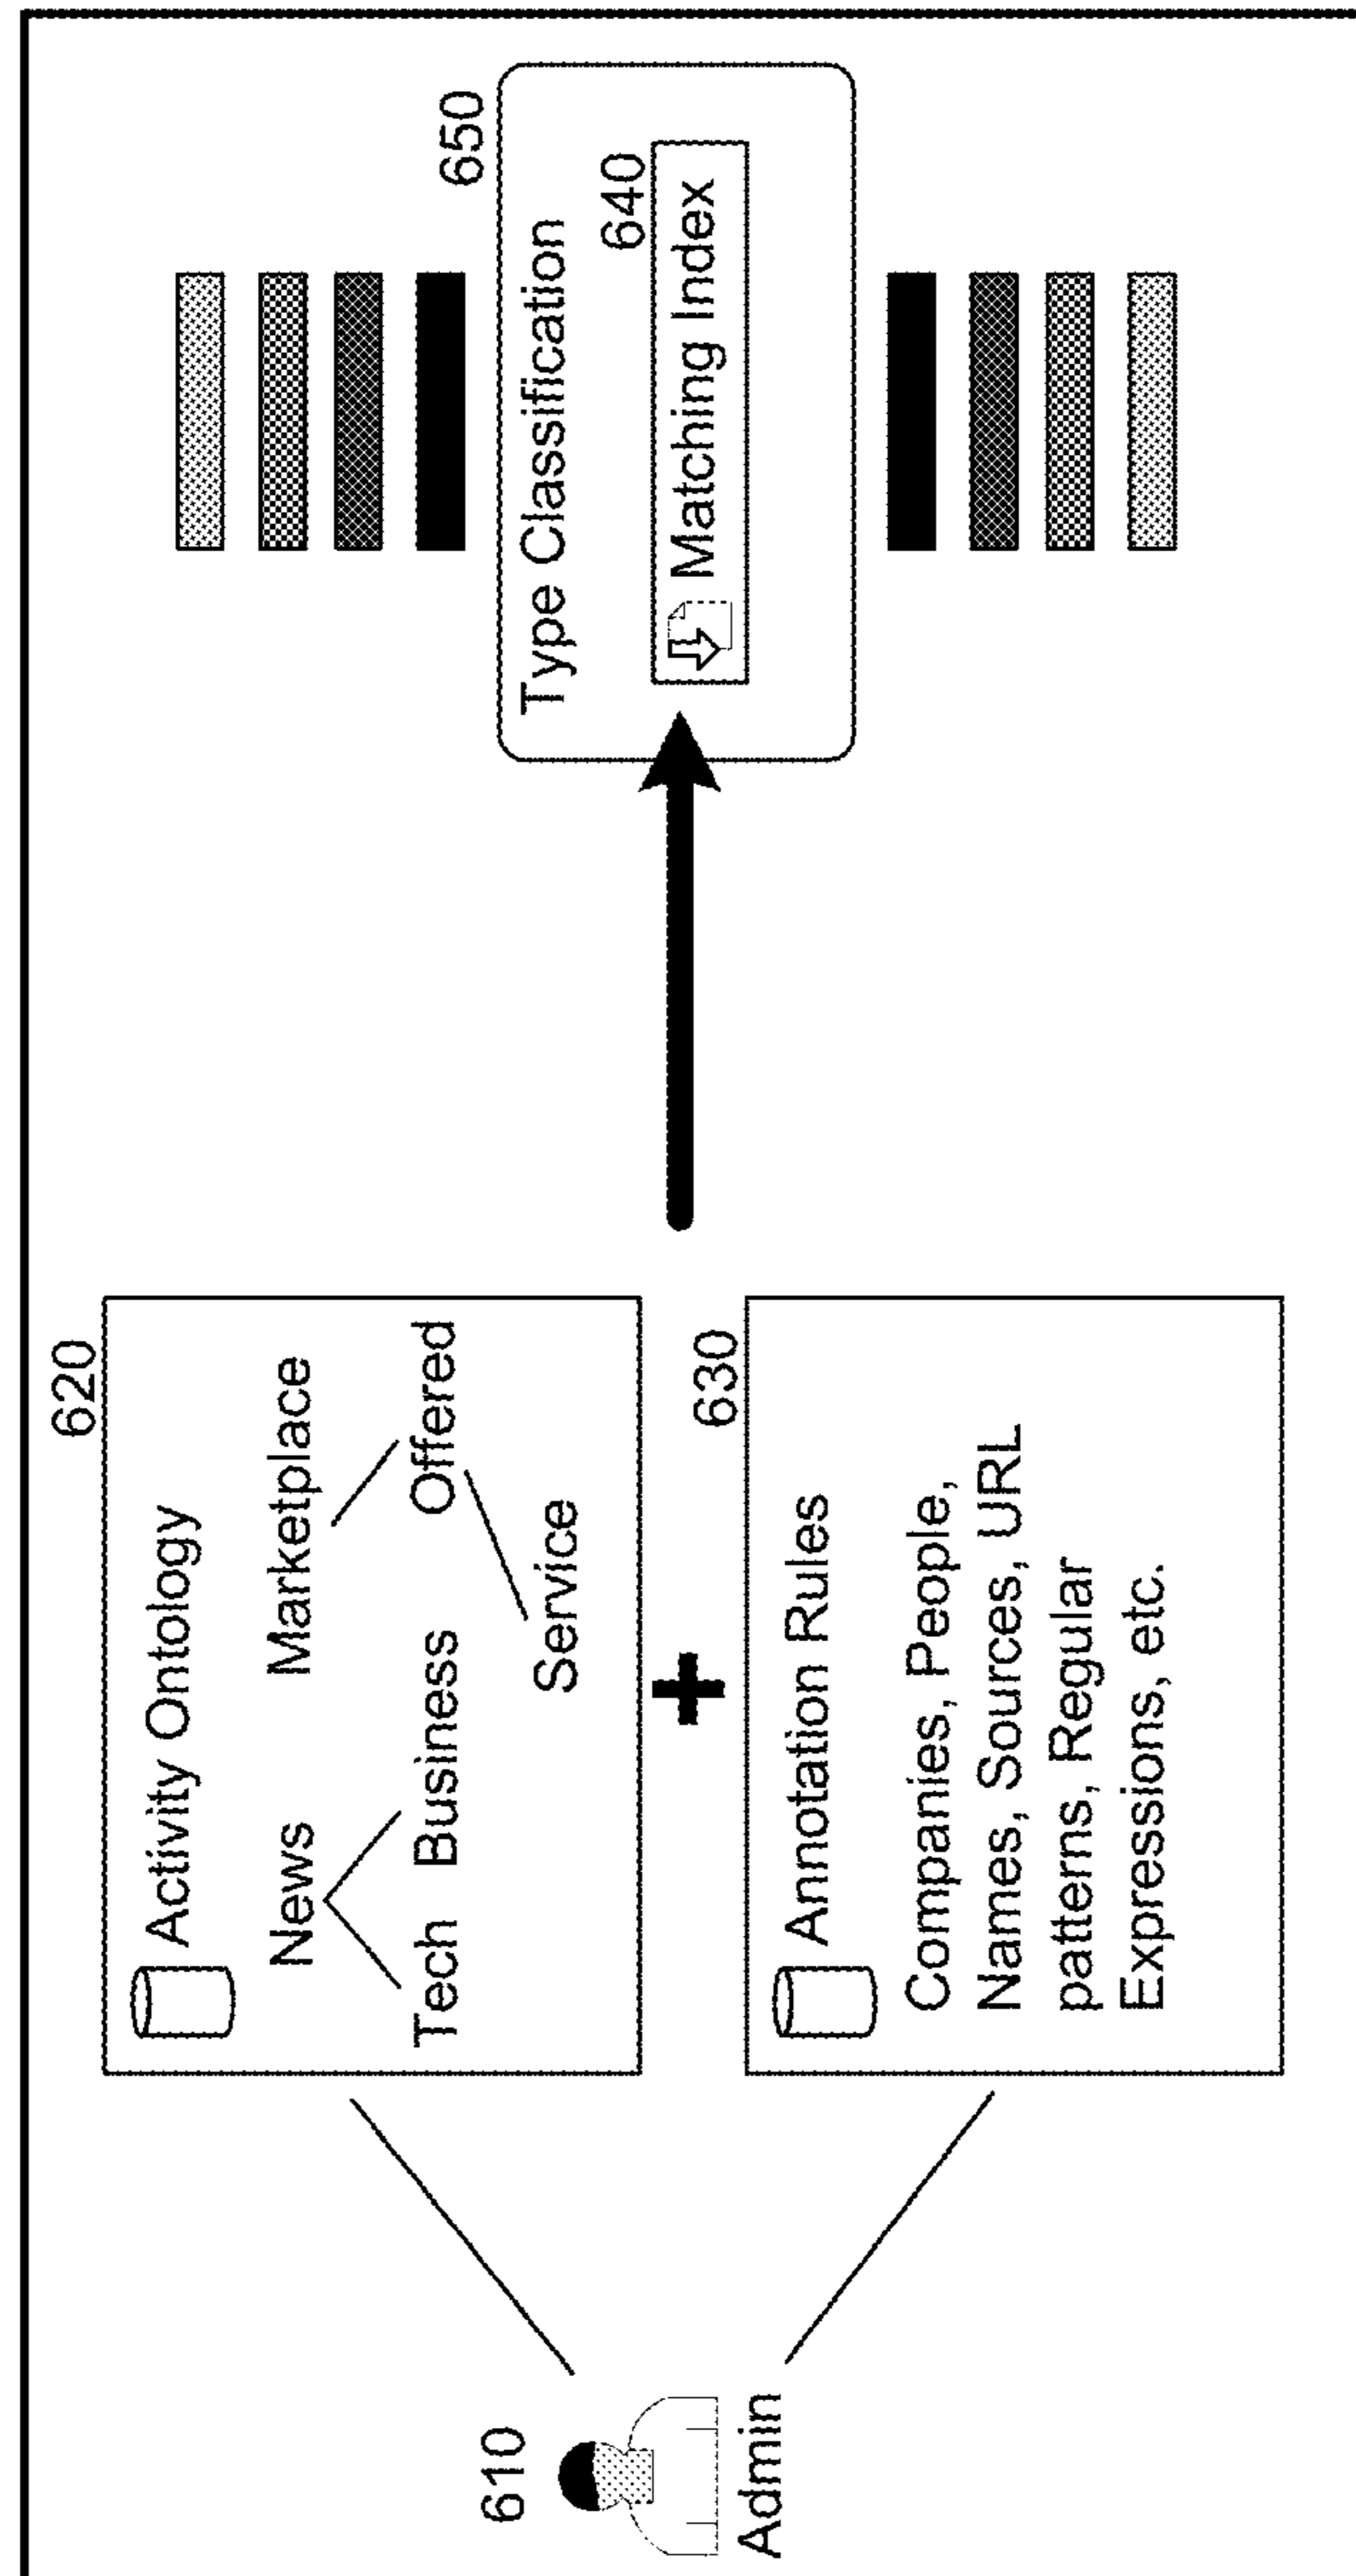 610
Admin
620
Activity Ontology
News Marketplace
Tech Business Offered
Service
+
630
Annotation Rules
Companies, People,
Names, Sources, URL
patterns, Regular
Expressions, etc.
650
Type Classification
640
Matching Index